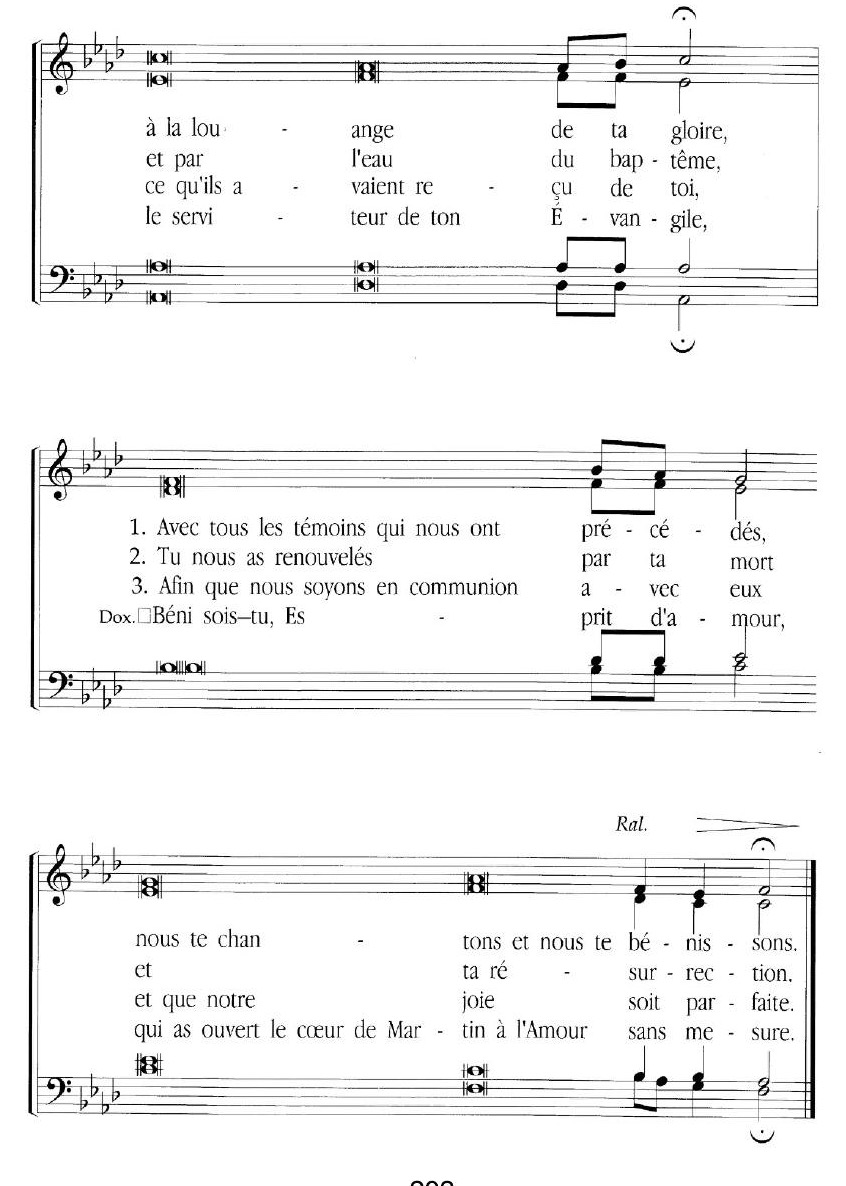 à la lou - ange de ta gloire,
et par l'eau du bap - tême,
ce qu'ils a - vaient re - çu de toi,
le servi - teur de ton É - van - gile,
1. Avec tous les témoins qui nous ont pré - cé - dés,
2. Tu nous as renouvelés par ta mort
3. Afin que nous soyons en communion a - vec eux
Dox.□Béni sois–tu, Es - prit d'a - mour,
Ral.
nous te chan - tons et nous te bé - nis - sons.
et ta ré - sur - rec - tion.
et que notre joie soit par - faite.
qui as ouvert le cœur de Mar - tin à l'Amour sans me - sure.